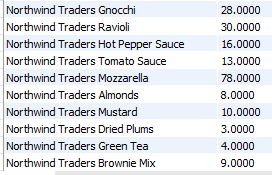 Northwind Traders Gnocchi 28.0000
Northwind Traders Ravioli 30.0000
Northwind Traders Hot Pepper Sauce 16.0000
Northwind Traders Tomato Sauce 13.0000
Northwind Traders Mozzarella 78.0000
Northwind Traders Almonds 8.0000
Northwind Traders Mustard 10.0000
Northwind Traders Dried Plums 3.0000
Northwind Traders Green Tea 4.0000
Northwind Traders Brownie Mix 9.0000